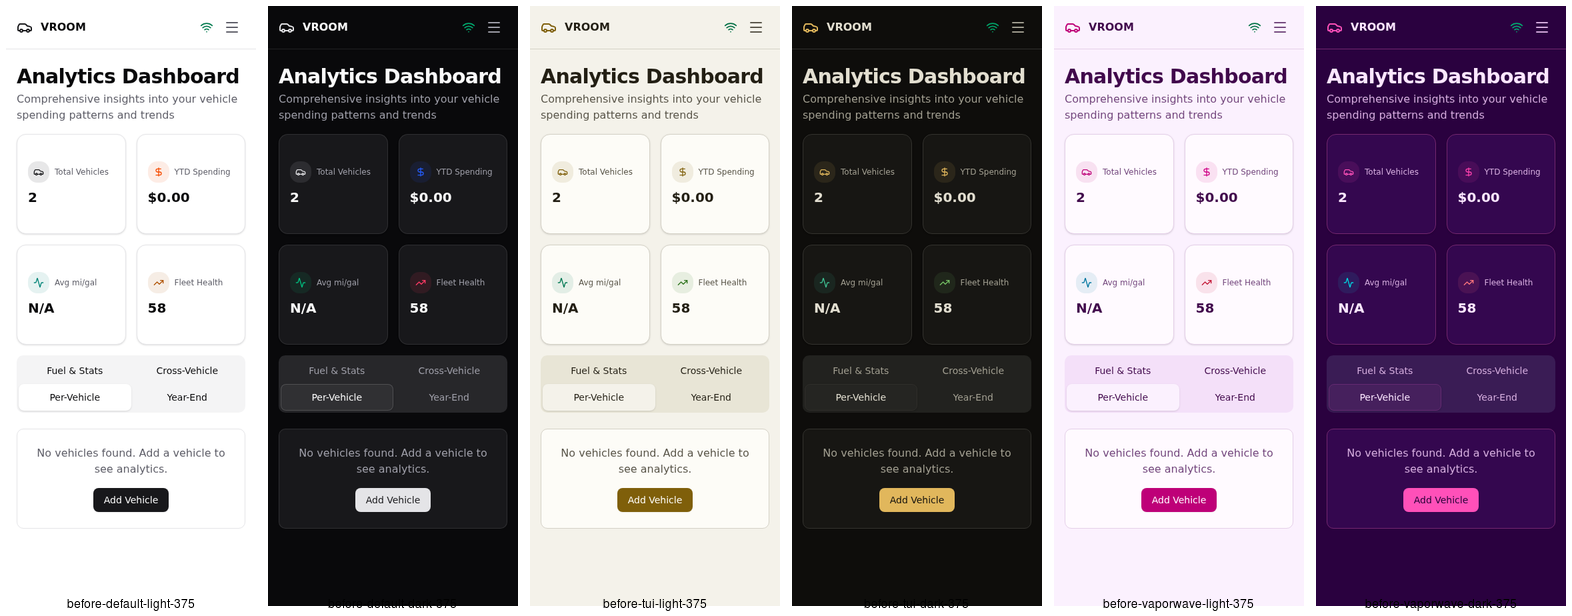 VROOM
Analytics Dashboard
Comprehensive insights into your vehicle
spending patterns and trends
Total Vehicles
2
YTD Spending
$0.00
Avg mi/gal
N/A
Fleet Health
58
Fuel & Stats
Cross-Vehicle
Per-Vehicle
Year-End
No vehicles found. Add a vehicle to
see analytics.
Add Vehicle
before-default-light-375
VROOM
Analytics Dashboard
Comprehensive insights into your vehicle
spending patterns and trends
Total Vehicles
2
YTD Spending
$0.00
Avg mi/gal
N/A
Fleet Health
58
Fuel & Stats
Cross-Vehicle
Per-Vehicle
Year-End
No vehicles found. Add a vehicle to
see analytics.
Add Vehicle
before-default-dark-375
VROOM
Analytics Dashboard
Comprehensive insights into your vehicle
spending patterns and trends
Total Vehicles
2
YTD Spending
$0.00
Avg mi/gal
N/A
Fleet Health
58
Fuel & Stats
Cross-Vehicle
Per-Vehicle
Year-End
No vehicles found. Add a vehicle to
see analytics.
Add Vehicle
before-tui-light-375
VROOM
Analytics Dashboard
Comprehensive insights into your vehicle
spending patterns and trends
Total Vehicles
2
YTD Spending
$0.00
Avg mi/gal
N/A
Fleet Health
58
Fuel & Stats
Cross-Vehicle
Per-Vehicle
Year-End
No vehicles found. Add a vehicle to
see analytics.
Add Vehicle
before-tui-dark-375
VROOM
Analytics Dashboard
Comprehensive insights into your vehicle
spending patterns and trends
Total Vehicles
2
YTD Spending
$0.00
Avg mi/gal
N/A
Fleet Health
58
Fuel & Stats
Cross-Vehicle
Per-Vehicle
Year-End
No vehicles found. Add a vehicle to
see analytics.
Add Vehicle
before-vaporwave-light-375
VROOM
Analytics Dashboard
Comprehensive insights into your vehicle
spending patterns and trends
Total Vehicles
2
YTD Spending
$0.00
Avg mi/gal
N/A
Fleet Health
58
Fuel & Stats
Cross-Vehicle
Per-Vehicle
Year-End
No vehicles found. Add a vehicle to
see analytics.
Add Vehicle
before-vaporwave-dark-375